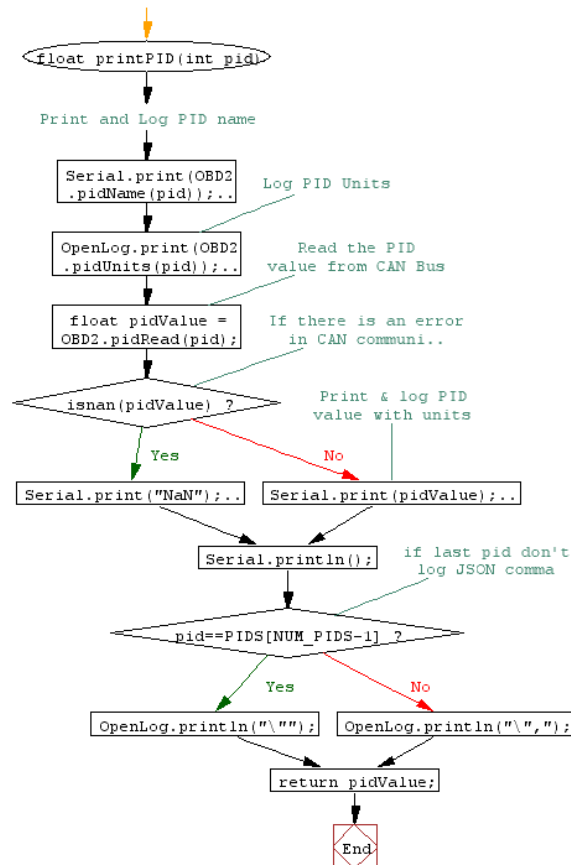 float printPID(int pid)
Print and Log PID name
Serial.print(OBD2
.pidName(pid));..
Log PID Units
OpenLog.print(OBD
.pidUnits(pid));..
Read the PID
value from CAN Bus
float pidValue =
OBD2.pidRead(pid);
If there is an error
in CAN communi..
isnan(pidValue) ?
Print & log PID
value with units
Yes
No
Serial.print("NaN");..
Serial.print(pidValue);..
Serial.println();
if last pid don't
log JSON comma
pid==PIDS[NUM_PIDS-1] ?
Yes
No
OpenLog.println("\"");
OpenLog.println("\",");
return pidValue;
End